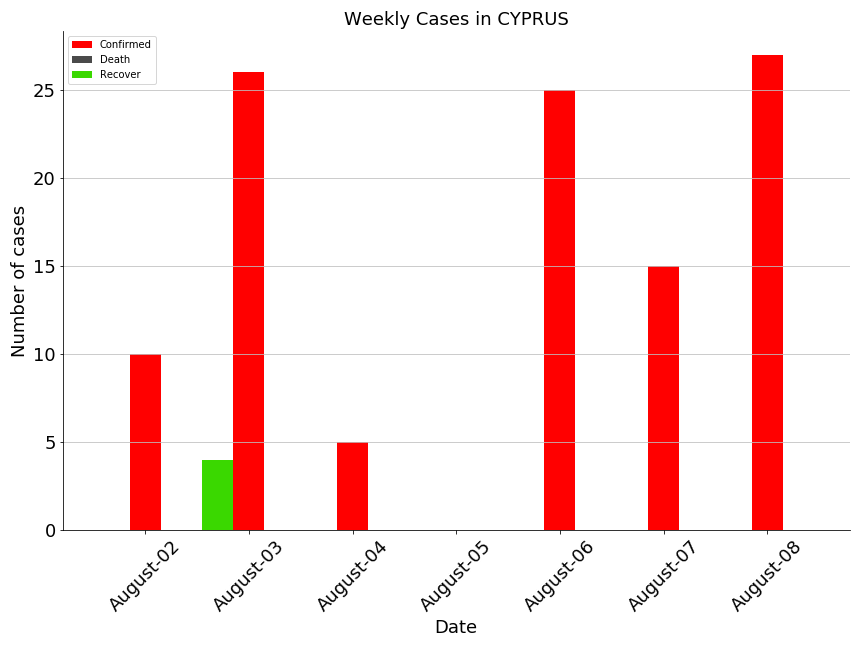 Weekly Cases in CYPRUS
Confirmed
Death
Recover
Number of cases
25
20
15
10
5
0
August-02
August-03
August-04
August-05
August-06
August-07
August-08
Date